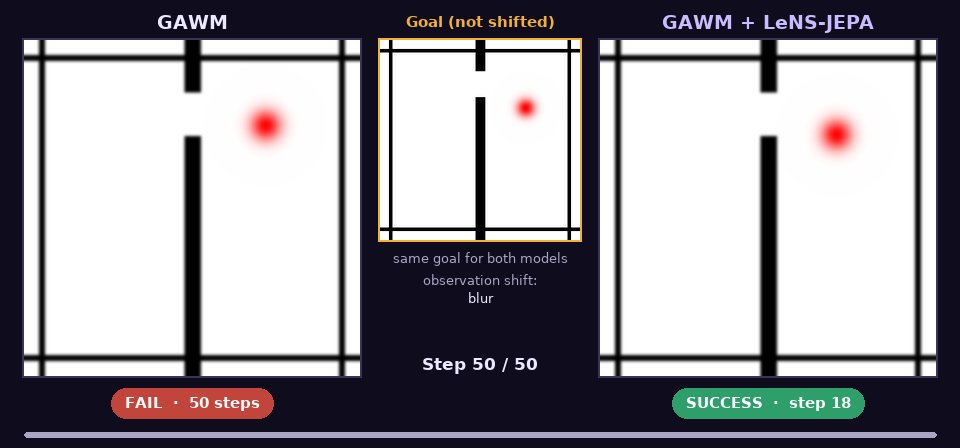 GAWM
Goal (not shifted)
GAWM + LeNS-JEPA
same goal for both models
observation shift:
blur
Step 50 / 50
FAIL · 50 steps
SUCCESS · step 18